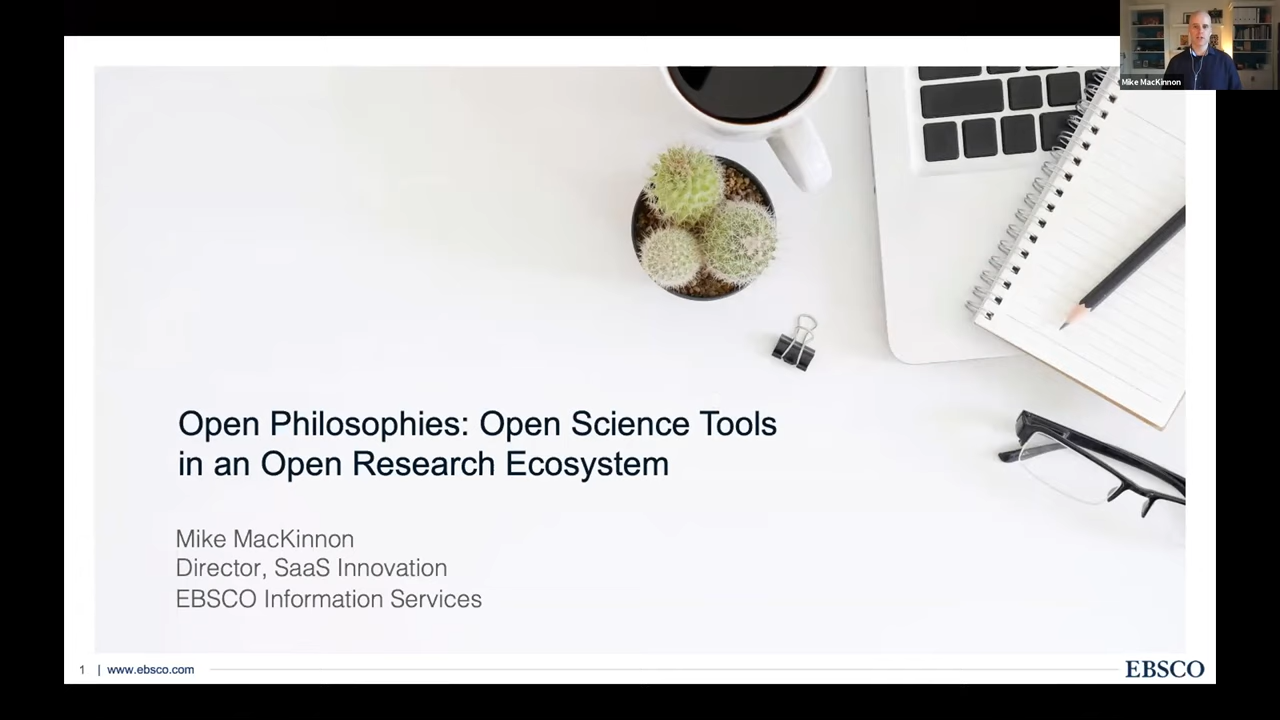 Mike MacKinnon
Open Philosophies: Open Science Tools
in an Open Research Ecosystem
Mike MacKinnon
Director, SaaS Innovation
EBSCO Information Services
1 | www.ebsco.com
EBSCO